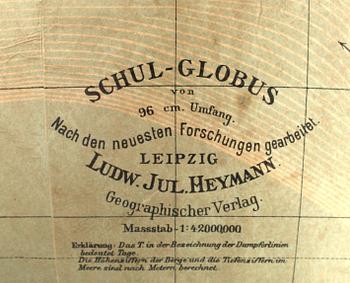 SCHUL-GLOBUS
von
96 cm. Umfang.
Nach den neuesten Forschungen gearbeitet.
LEIPZIG
LUDW. JUL. HEYMANN.
Geographischer Verlag.
Massstab - 1:42000000
Erklärung: Das T. in der Bezeichnung der Dampferlinien
bedeutet Tage.
Die Höhenziffern der Berge und die Tiefenziffern im
Meere sind nach Metern berechnet.